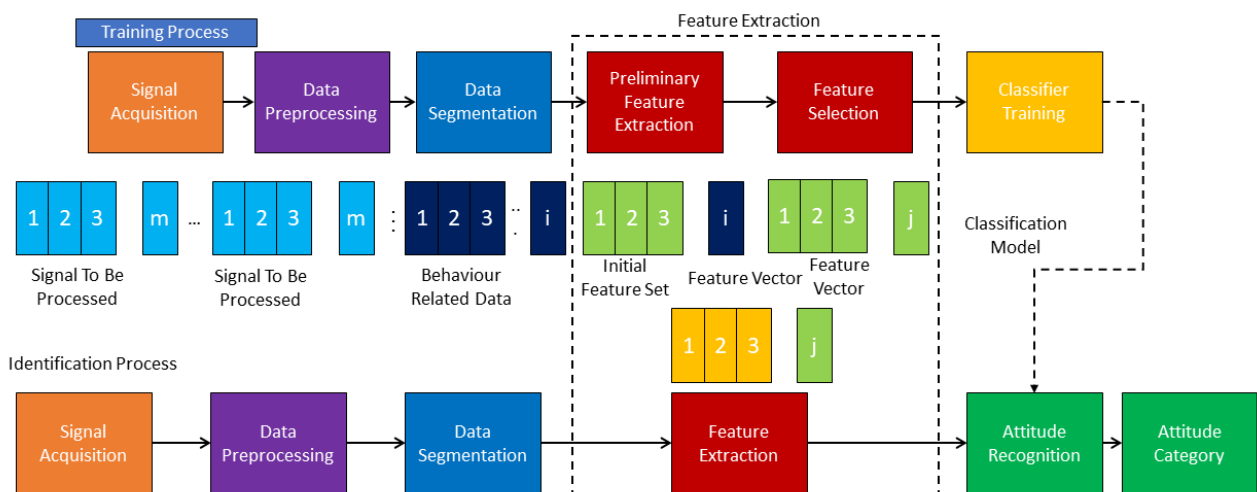 Feature Extraction
Training Process
Signal
Acquisition
Data
Preprocessing
Data
Segmentation
Preliminary
Feature
Extraction
Feature
Selection
Classifier
Training
1 2 3 m ... 1 2 3 m : 1 2 3 : i 1 2 3 i 1 2 3 j
Signal To Be
Processed
Signal To Be
Processed
Behaviour
Related Data
Initial
Feature Set
Feature Vector
Feature
Vector
Classification
Model
1 2 3 j
Identification Process
Signal
Acquisition
Data
Preprocessing
Data
Segmentation
Feature
Extraction
Attitude
Recognition
Attitude
Category